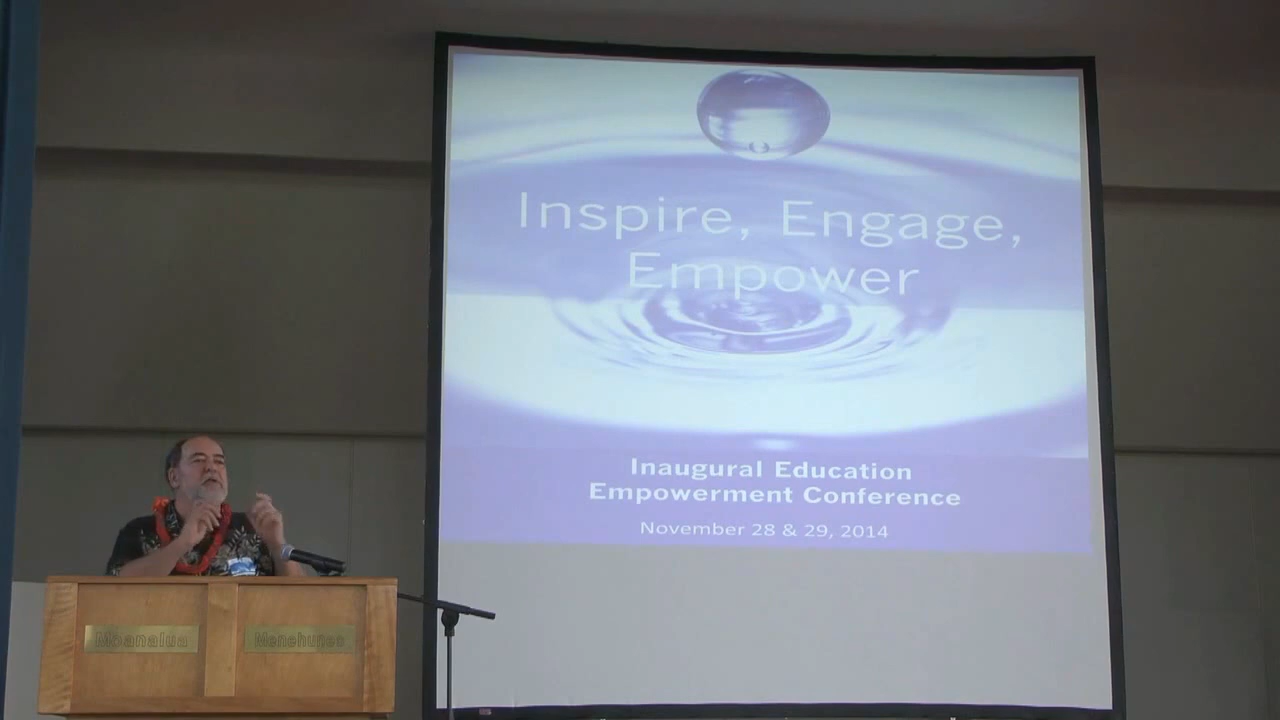 Inspire, Engage,
Empower
Inaugural Education
Empowerment Conference
November 28 & 29, 2014
Moanalua
Menehunes